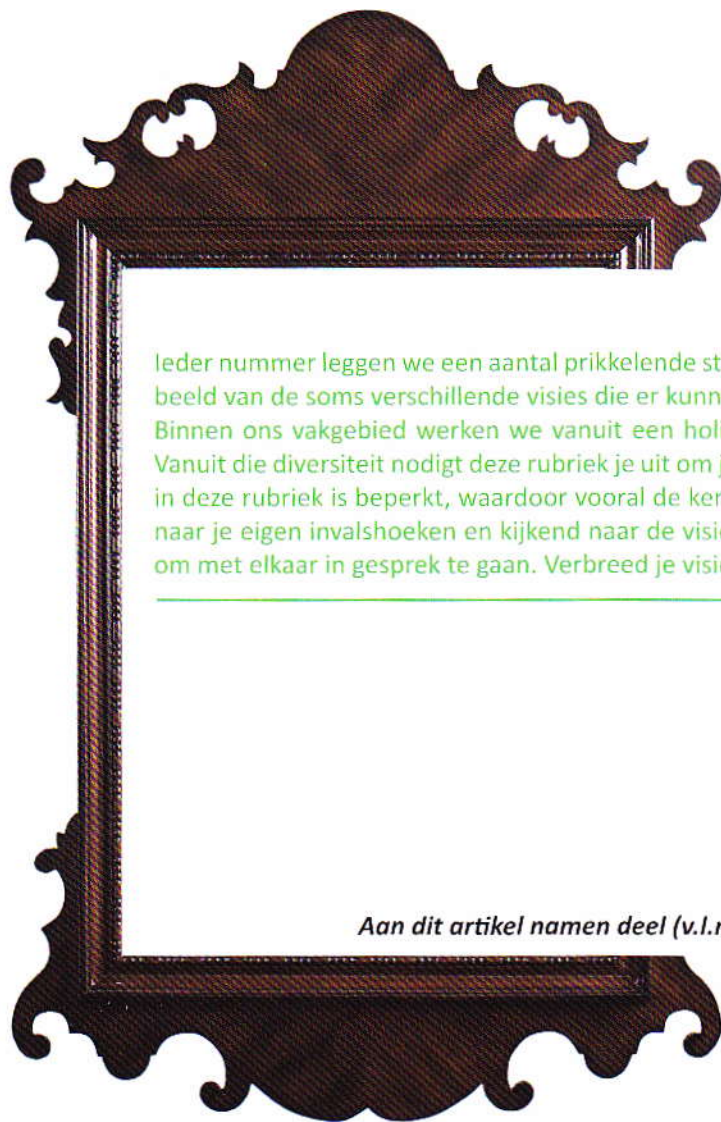 Ieder nummer leggen we een aantal prikkelende st
beeld van de soms verschillende visies die er kunn
Binnen ons vakgebied werken we vanuit een holi
Vanuit die diversiteit nodigt deze rubriek je uit om j
in deze rubriek is beperkt, waardoor vooral de ker
naar je eigen invalshoeken en kijkend naar de visie
om met elkaar in gesprek te gaan. Verbreed je visie
Aan dit artikel namen deel (v.l.r